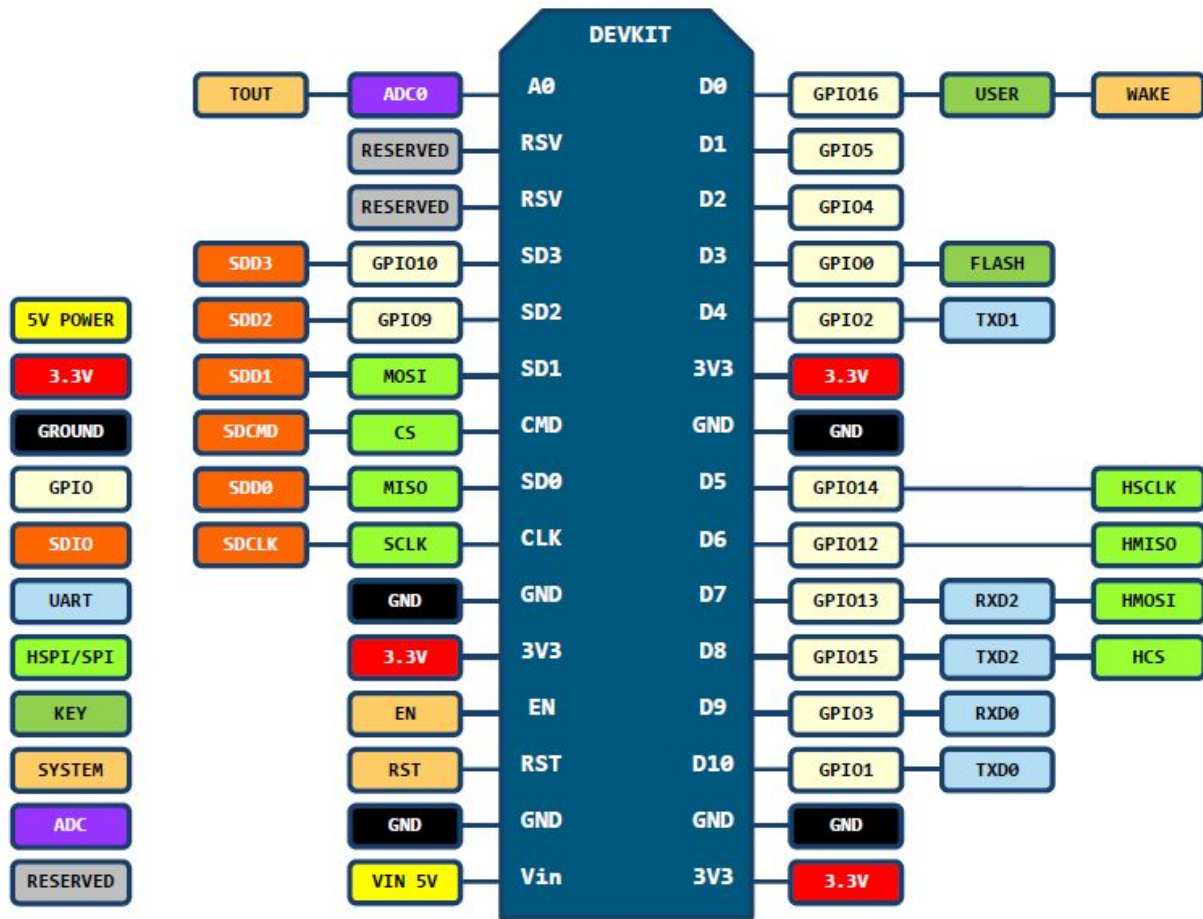 DEVKIT
TOUT ADC0 A0 D0 GPIO16 USER WAKE
RESERVED RSV D1 GPIO5
RESERVED RSV D2 GPIO4
SDD3 GPIO10 SD3 D3 GPIO0 FLASH
5V POWER SDD2 GPIO9 SD2 D4 GPIO2 TXD1
3.3V SDD1 MOSI SD1 3V3 3.3V
GROUND SDCMD CS CMD GND GND
GPIO SDD0 MISO SD0 D5 GPIO14 HSCLK
SDIO SDCLK SCLK CLK D6 GPIO12 HMISO
UART GND GND D7 GPIO13 RXD2 HMOSI
HSPI/SPI 3.3V 3V3 D8 GPIO15 TXD2 HCS
KEY EN EN D9 GPIO3 RXD0
SYSTEM RST RST D10 GPIO1 TXD0
ADC GND GND GND GND
RESERVED VIN 5V Vin 3V3 3.3V